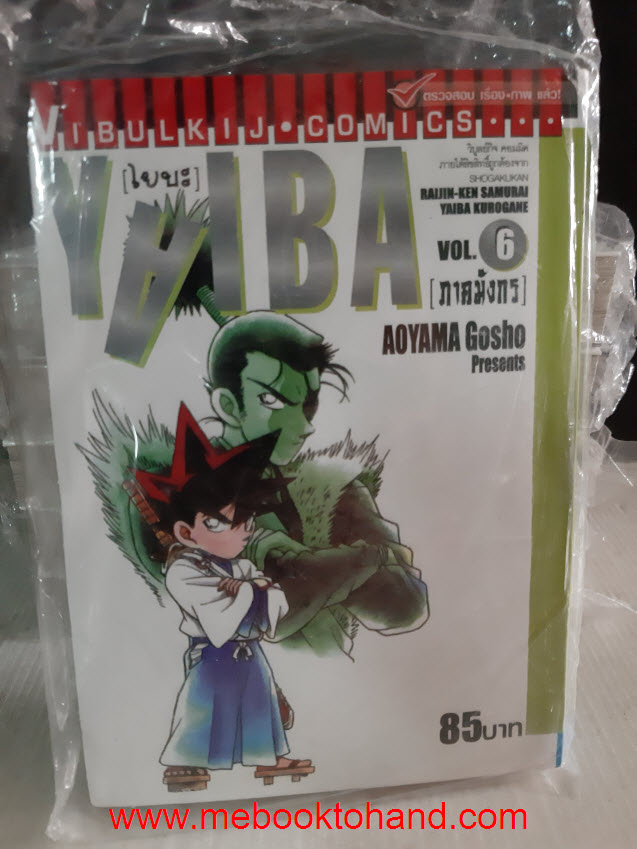 ตรวจสอบ เรื่อง•ภาพ แล้ว!
VIBULKIJ•COMICS•••
วิบูลย์กิจ คอมมิค
ภายใต้ลิขสิทธิ์ถูกต้องจาก
SHOGAKUKAN
RAIJIN-KEN SAMURAI
YAIBA KUROGANE
YAIBA
[ไยบะ]
VOL. 6
[ภาคมังกร]
AOYAMA Gosho
Presents
85บาท
www.mebooktohand.com